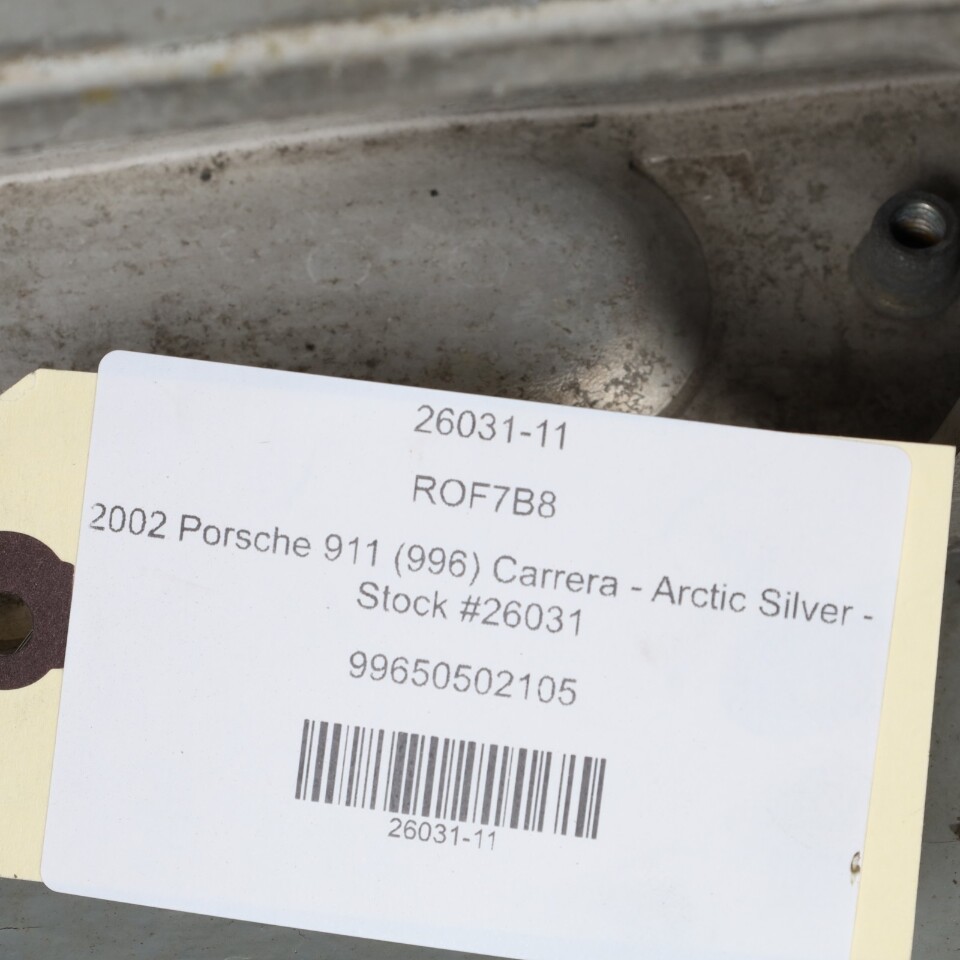 26031-11
ROF7B8
2002 Porsche 911 (996) Carrera - Arctic Silver -
Stock #26031
99650502105
26031-11